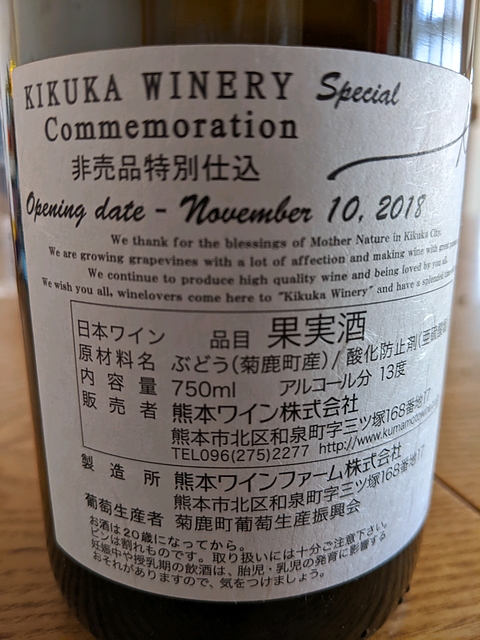 KIKUKA WINERY Special
Commemoration
非売品特別仕込
Opening date - November 10, 2018
We thank for the blessings of Mother Nature in Kikuka City.
We are growing grapevines with a lot of affection and making wine with great
We continue to produce high quality wine and being loved by you all.
We wish you all, winelovers come here to "Kikuka Winery" and have a splendid
日本ワイン 品目 果実酒
原材料名 ぶどう(菊鹿町産)/酸化防止剤(亜硫酸
内容量 750ml アルコール分 13度
販売者 熊本ワイン株式会社
熊本市北区和泉町字三ツ塚168番地17
TEL096(275)2277 http://www.kumamotow
製造所 熊本ワインファーム株式会社
熊本市北区和泉町字三ツ塚168番地17
葡萄生産者 菊鹿町葡萄生産振興会
お酒は20歳になってから。
ビンは割れものです。取り扱いには十分ご注意下さい。
妊娠中や授乳期の飲酒は、胎児・乳児の発育に影響する
おそれがありますので、気をつけましょう。